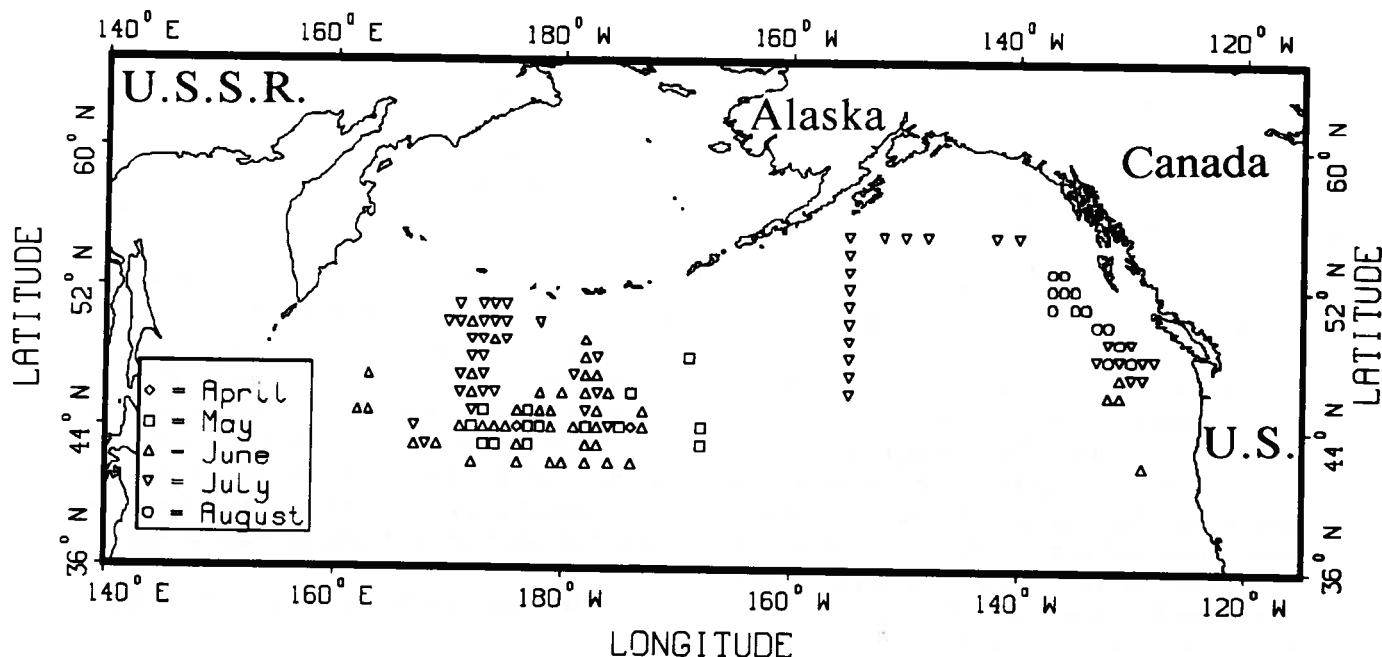 140° E 160° E 180° W 160° W 140° W 120° W
U.S.S.R.
Alaska
Canada
U.S.
60° N
52° N
44° N
36° N
LATITUDE
60° N
52° N
44° N
36° N
LATITUDE
◇ = April
□ = May
△ - June
▽ = July
○ = August
140° E 160° E 180° W 160° W 140° W 120° W
LONGITUDE